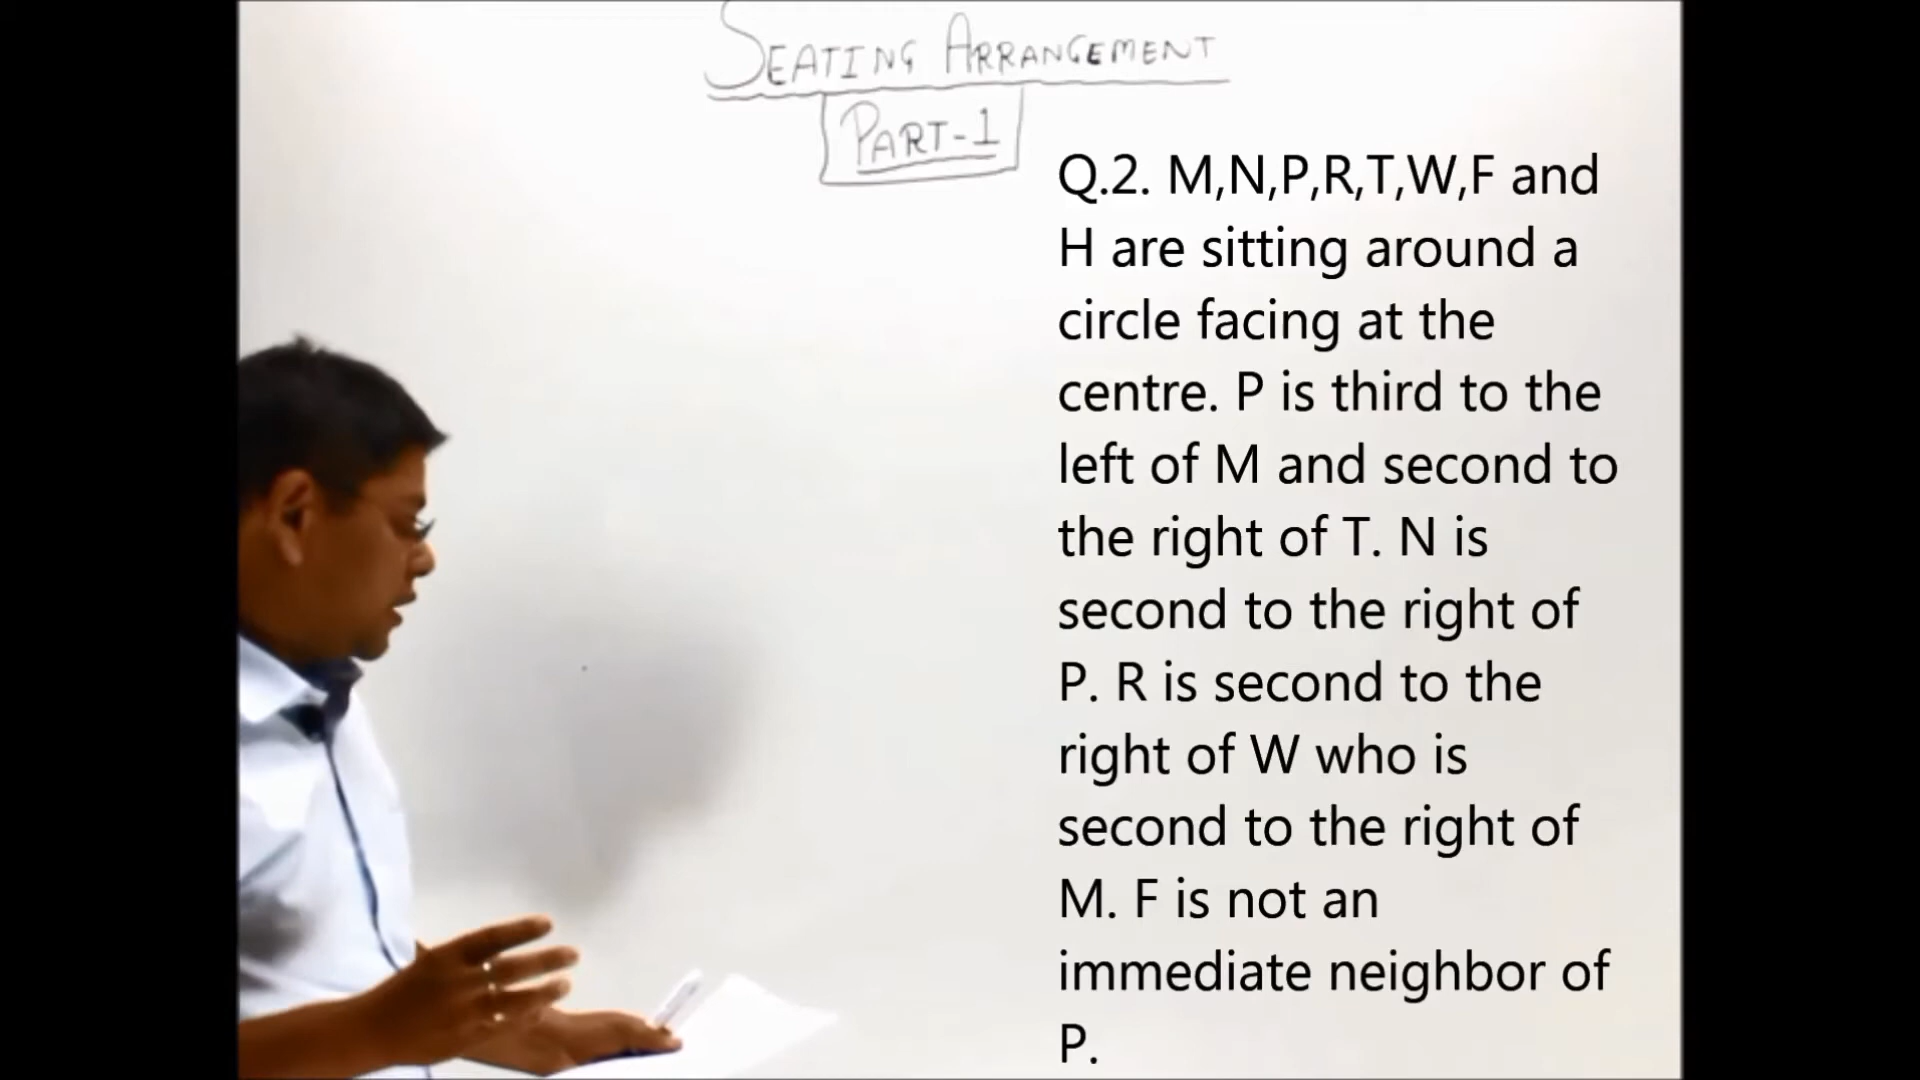 SEATING ARRANGEMENT
PART-1
Q.2. M,N,P,R,T,W,F and
H are sitting around a
circle facing at the
centre. P is third to the
left of M and second to
the right of T. N is
second to the right of
P. R is second to the
right of W who is
second to the right of
M. F is not an
immediate neighbor of
P.